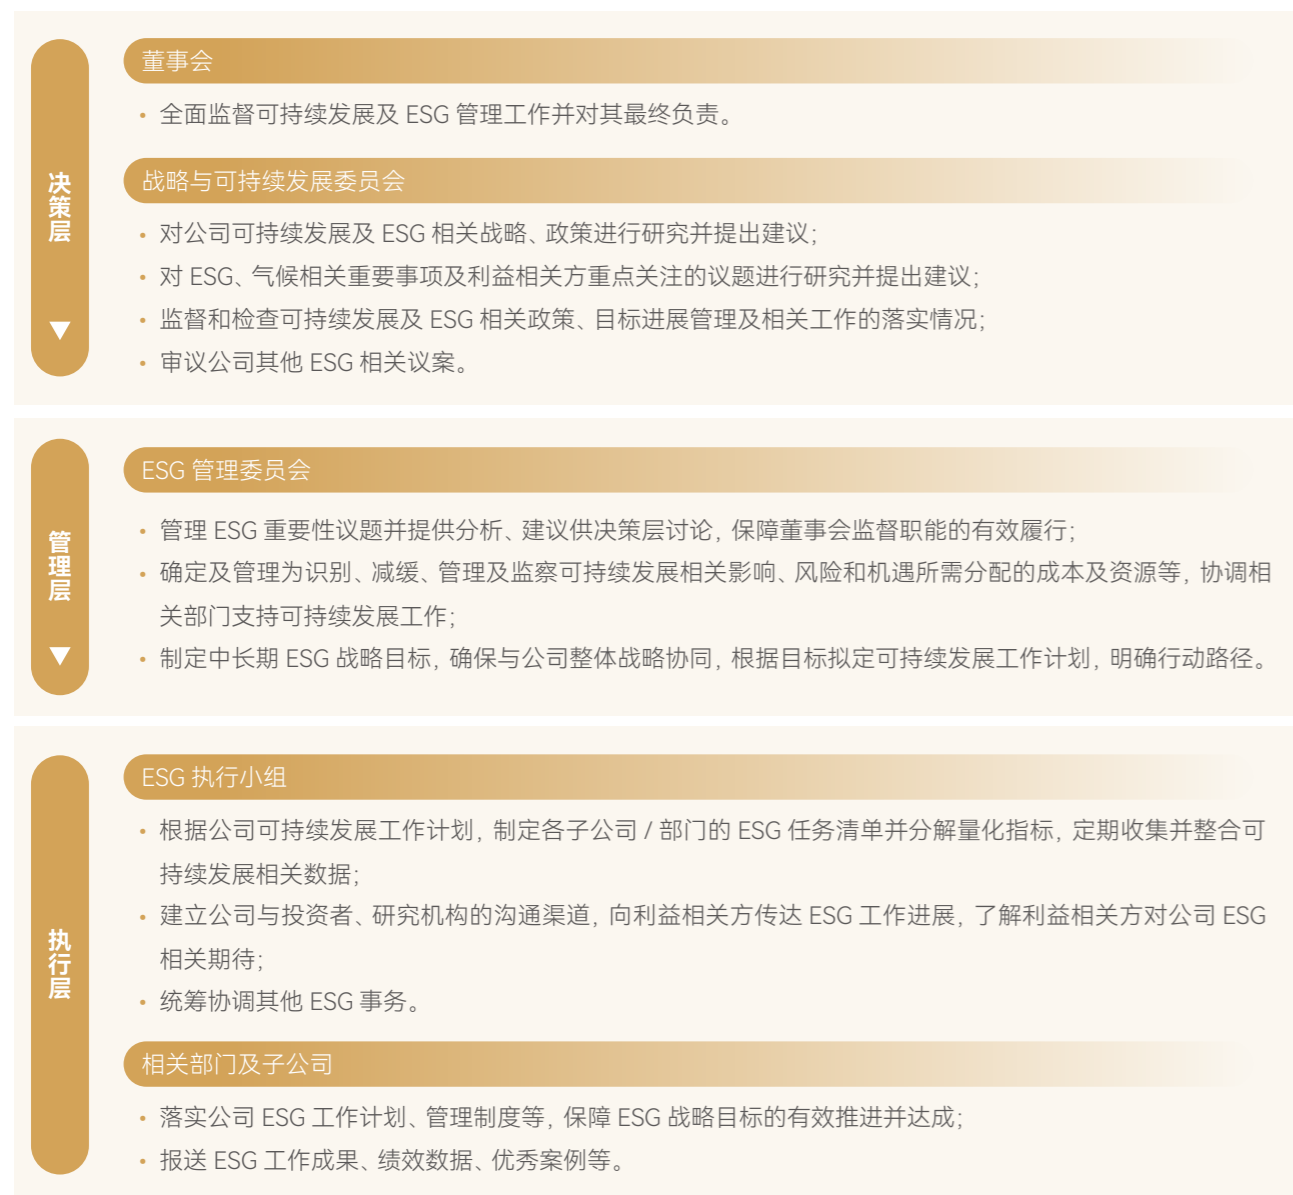 决策层
董事会
• 全面监督可持续发展及 ESG 管理工作并对其最终负责。
战略与可持续发展委员会
• 对公司可持续发展及 ESG 相关战略、政策进行研究并提出建议；
• 对 ESG、气候相关重要事项及利益相关方重点关注的议题进行研究并提出建议；
• 监督和检查可持续发展及 ESG 相关政策、目标进展管理及相关工作的落实情况；
• 审议公司其他 ESG 相关议案。
管理层
ESG 管理委员会
• 管理 ESG 重要性议题并提供分析、建议供决策层讨论，保障董事会监督职能的有效履行；
• 确定及管理为识别、减缓、管理及监察可持续发展相关影响、风险和机遇所需分配的成本及资源等，协调相
关部门支持可持续发展工作；
• 制定中长期 ESG 战略目标，确保与公司整体战略协同，根据目标拟定可持续发展工作计划，明确行动路径。
执行层
ESG 执行小组
• 根据公司可持续发展工作计划，制定各子公司 / 部门的 ESG 任务清单并分解量化指标，定期收集并整合可
持续发展相关数据；
• 建立公司与投资者、研究机构的沟通渠道，向利益相关方传达 ESG 工作进展，了解利益相关方对公司 ESG
相关期待；
• 统筹协调其他 ESG 事务。
相关部门及子公司
• 落实公司 ESG 工作计划、管理制度等，保障 ESG 战略目标的有效推进并达成；
• 报送 ESG 工作成果、绩效数据、优秀案例等。